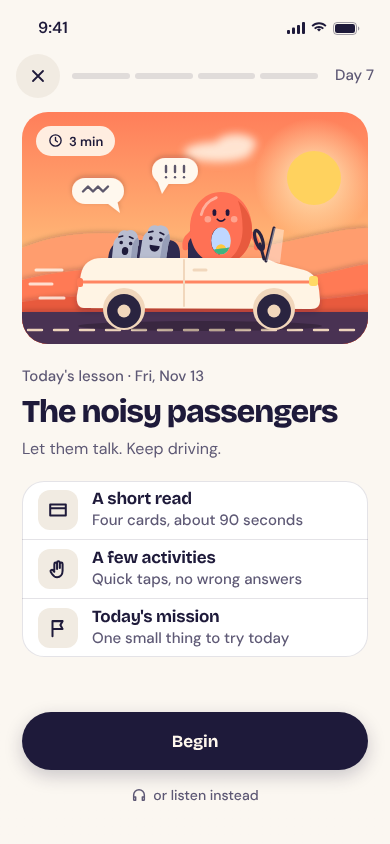 9:41
Day 7
3 min
!!!
Today's lesson · Fri, Nov 13
The noisy passengers
Let them talk. Keep driving.
A short read
Four cards, about 90 seconds
A few activities
Quick taps, no wrong answers
Today's mission
One small thing to try today
Begin
or listen instead